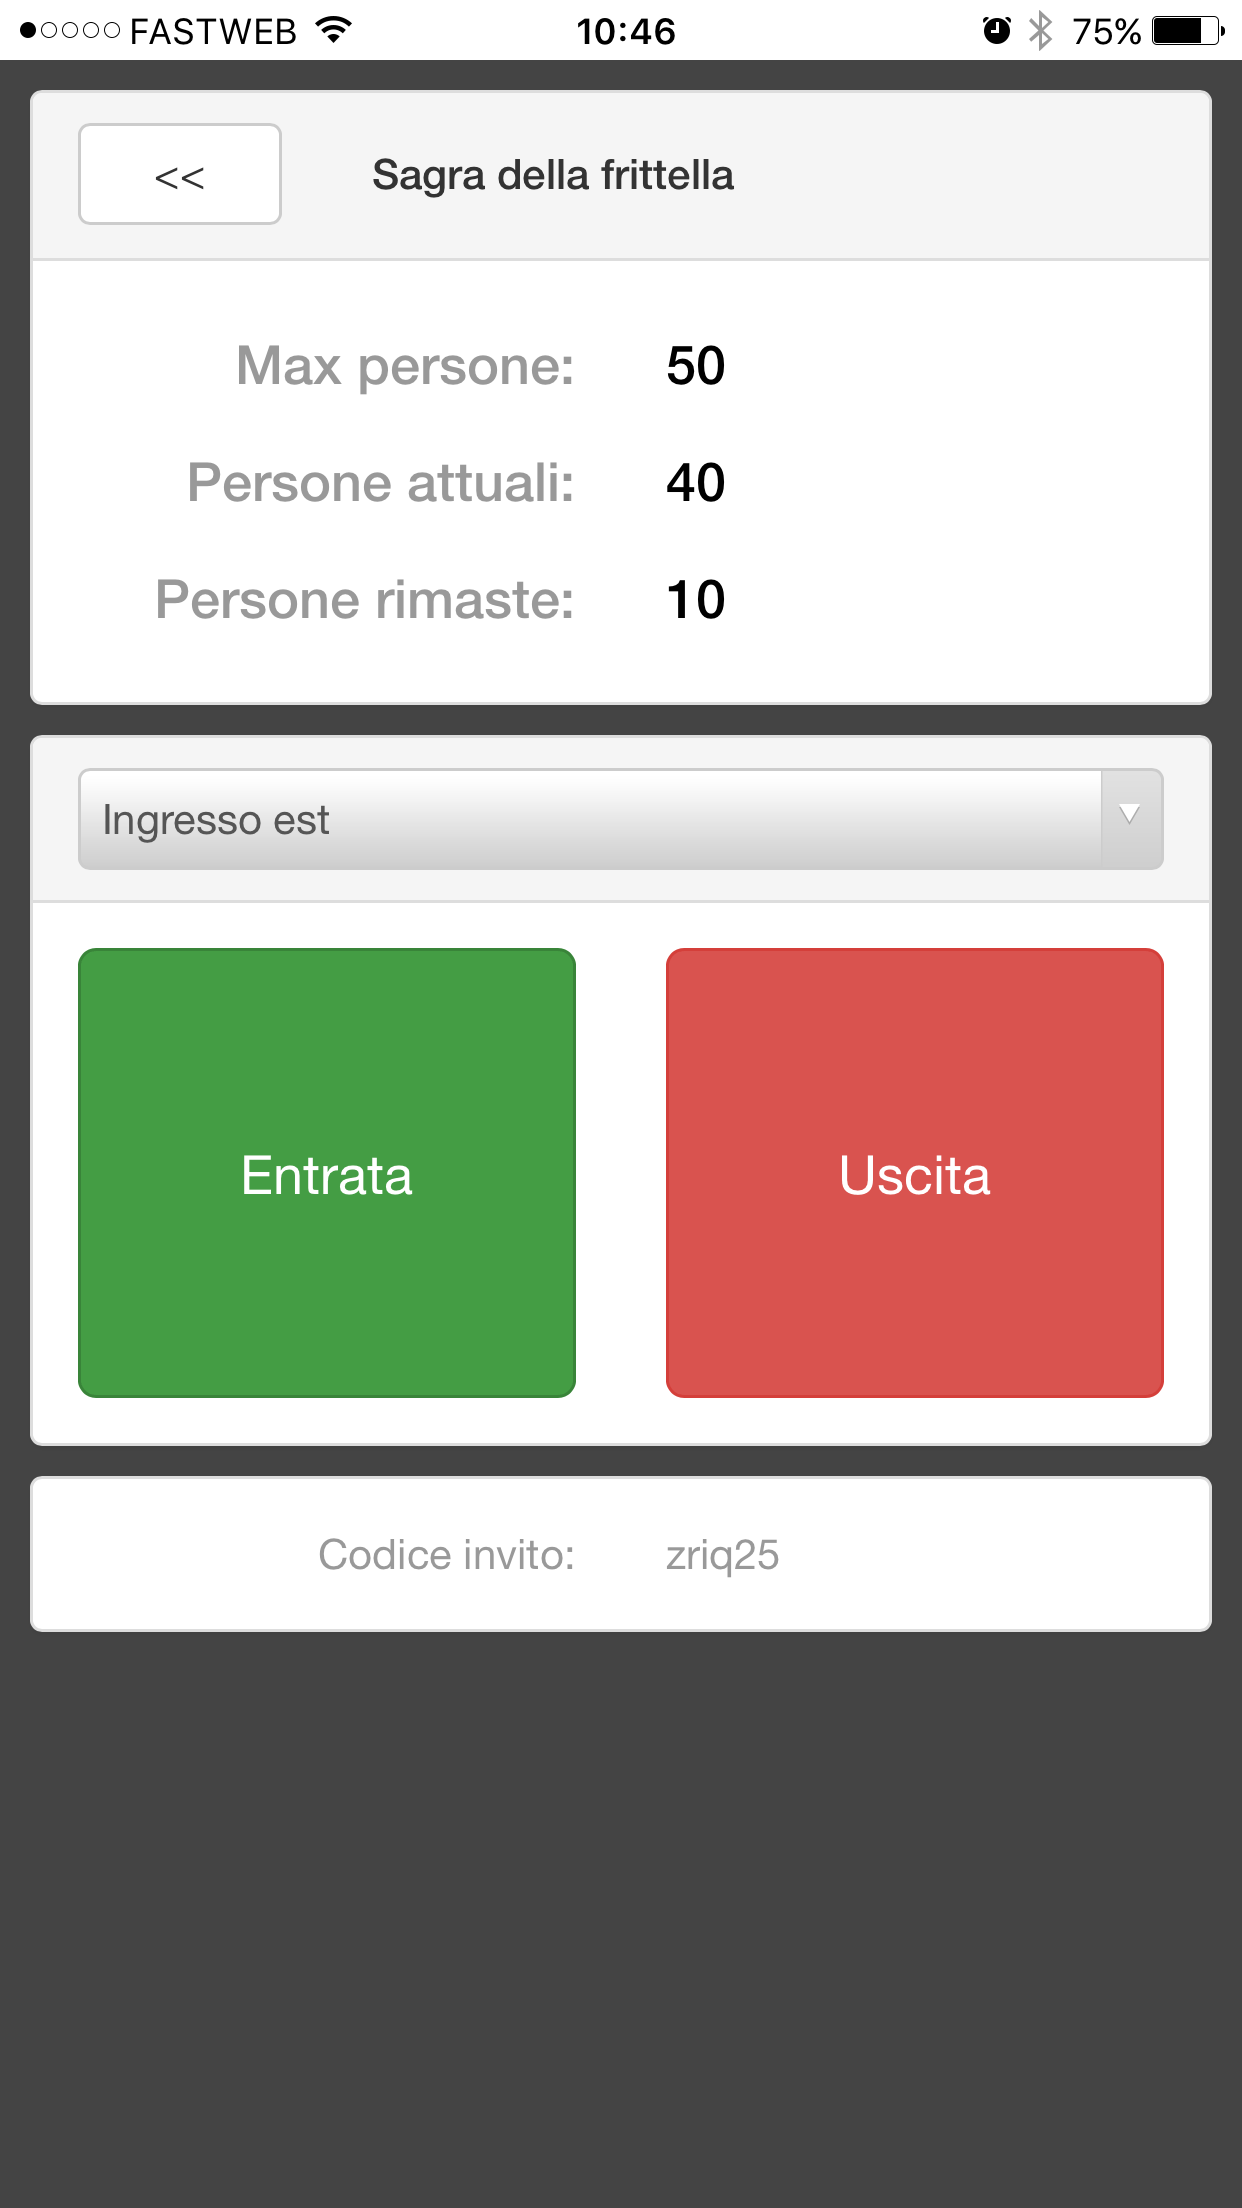 FASTWEB 10:46 75%
<< Sagra della frittella
Max persone: 50
Persone attuali: 40
Persone rimaste: 10
Ingresso est
Entrata Uscita
Codice invito: zriq25